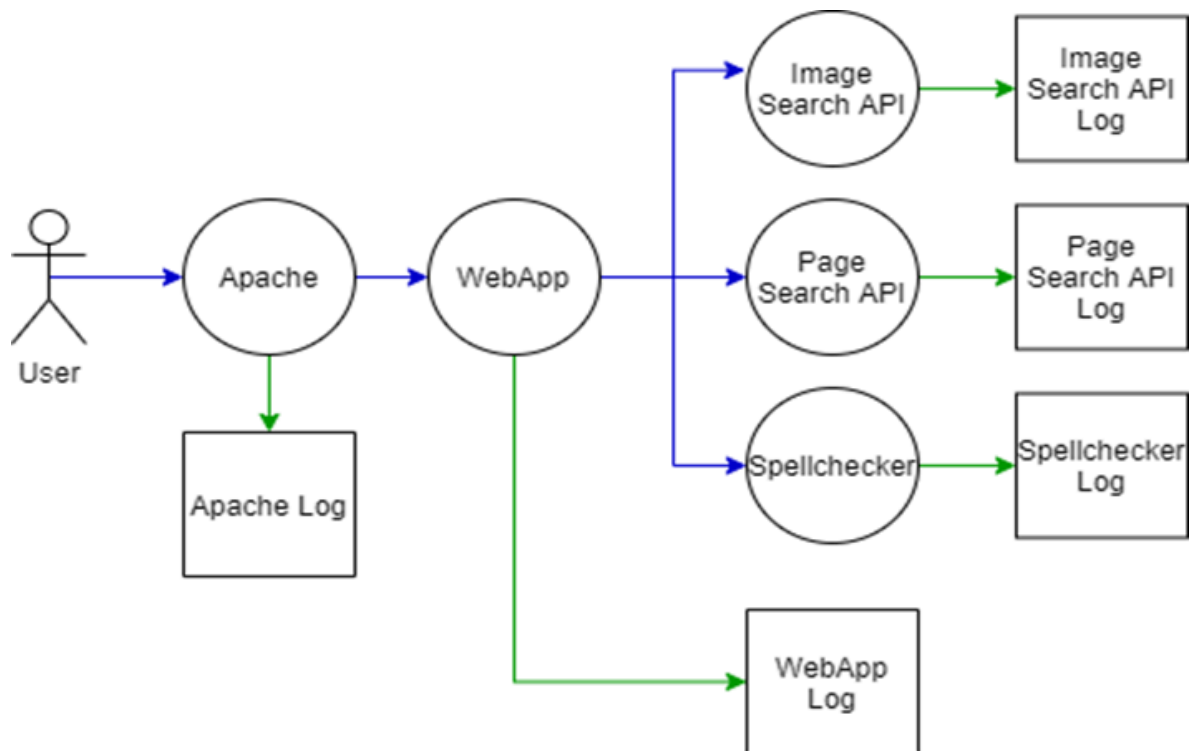 Image
Search API
Image
Search API
Log
User
Apache
WebApp
Page
Search API
Page
Search API
Log
Apache Log
Spellchecker
Spellchecker
Log
WebApp
Log